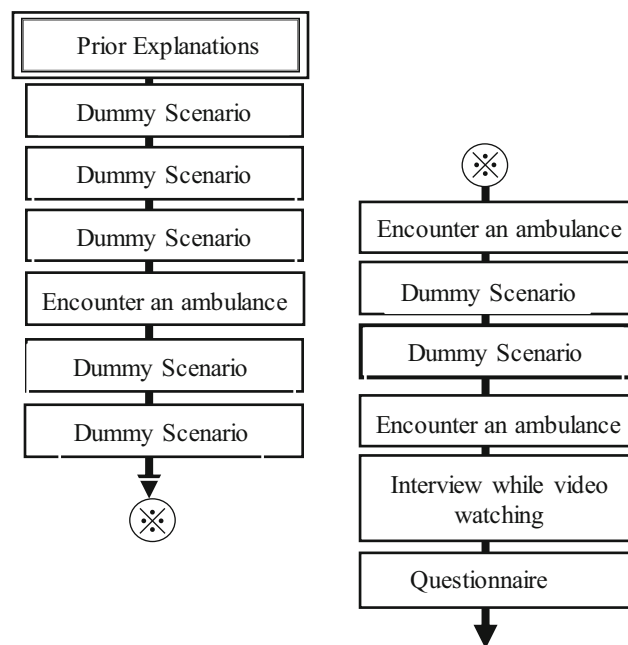 Prior Explanations
Dummy Scenario
Dummy Scenario
Dummy Scenario
Encounter an ambulance
Dummy Scenario
Dummy Scenario
※
※
Encounter an ambulance
Dummy Scenario
Dummy Scenario
Encounter an ambulance
Interview while video
watching
Questionnaire